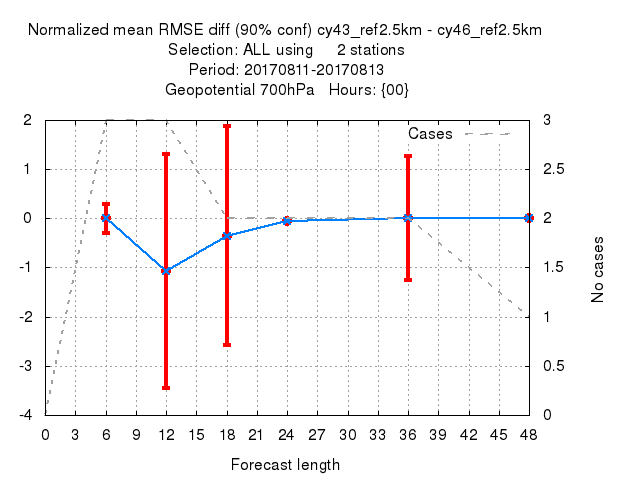 Normalized mean RMSE diff (90% conf) cy43_ref2.5km - cy46_ref2.5km
Selection: ALL using 2 stations
Period: 20170811-20170813
Geopotential 700hPa Hours: {00}
Cases
2
1
0
-1
-2
-3
-4
3
2.5
2
1.5
1
0.5
0
No cases
0 3 6 9 12 15 18 21 24 27 30 33 36 39 42 45 48
Forecast length